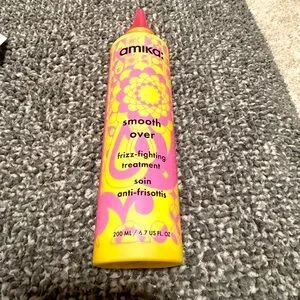 amika:
smooth
over
frizz-fighting
treatment
soin
anti-frisottis
200 ML / 6.7 US FL. OZ